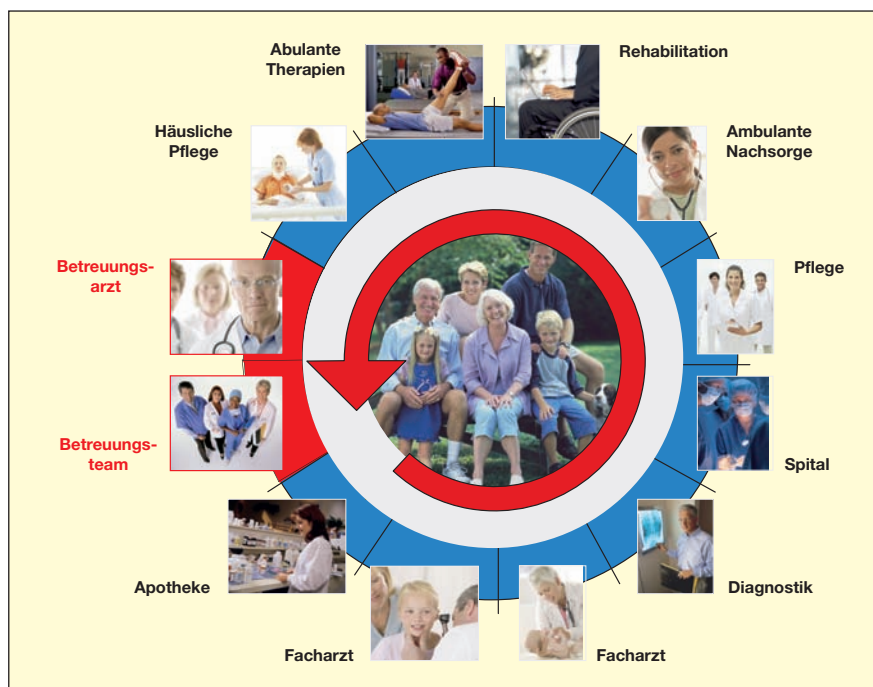 Abulante
Therapien
Rehabilitation
Häusliche
Pflege
Ambulante
Nachsorge
Betreuungs-
arzt
Pflege
Betreuungs-
team
Spital
Apotheke
Diagnostik
Facharzt
Facharzt